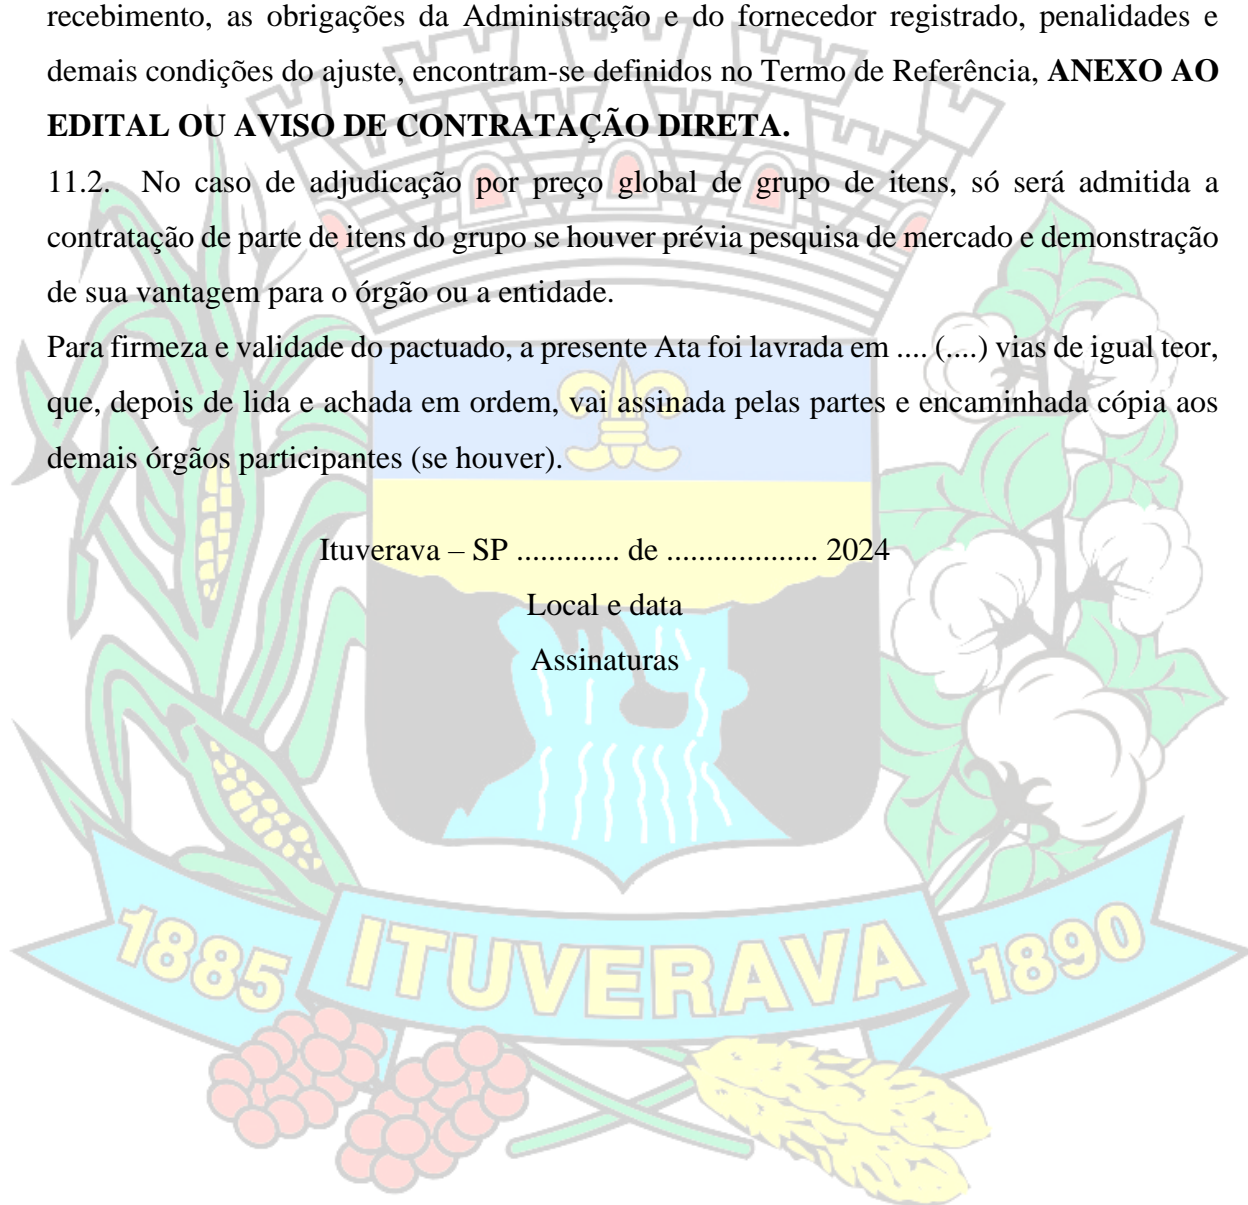 recebimento, as obrigações da Administração e do fornecedor registrado, penalidades e
demais condições do ajuste, encontram-se definidos no Termo de Referência, ANEXO AO
EDITAL OU AVISO DE CONTRATAÇÃO DIRETA.
11.2. No caso de adjudicação por preço global de grupo de itens, só será admitida a
contratação de parte de itens do grupo se houver prévia pesquisa de mercado e demonstração
de sua vantagem para o órgão ou a entidade.
Para firmeza e validade do pactuado, a presente Ata foi lavrada em .... (....) vias de igual teor,
que, depois de lida e achada em ordem, vai assinada pelas partes e encaminhada cópia aos
demais órgãos participantes (se houver).
Ituverava – SP ............. de ................... 2024
Local e data
Assinaturas
1885 ITUVERAVA 1890